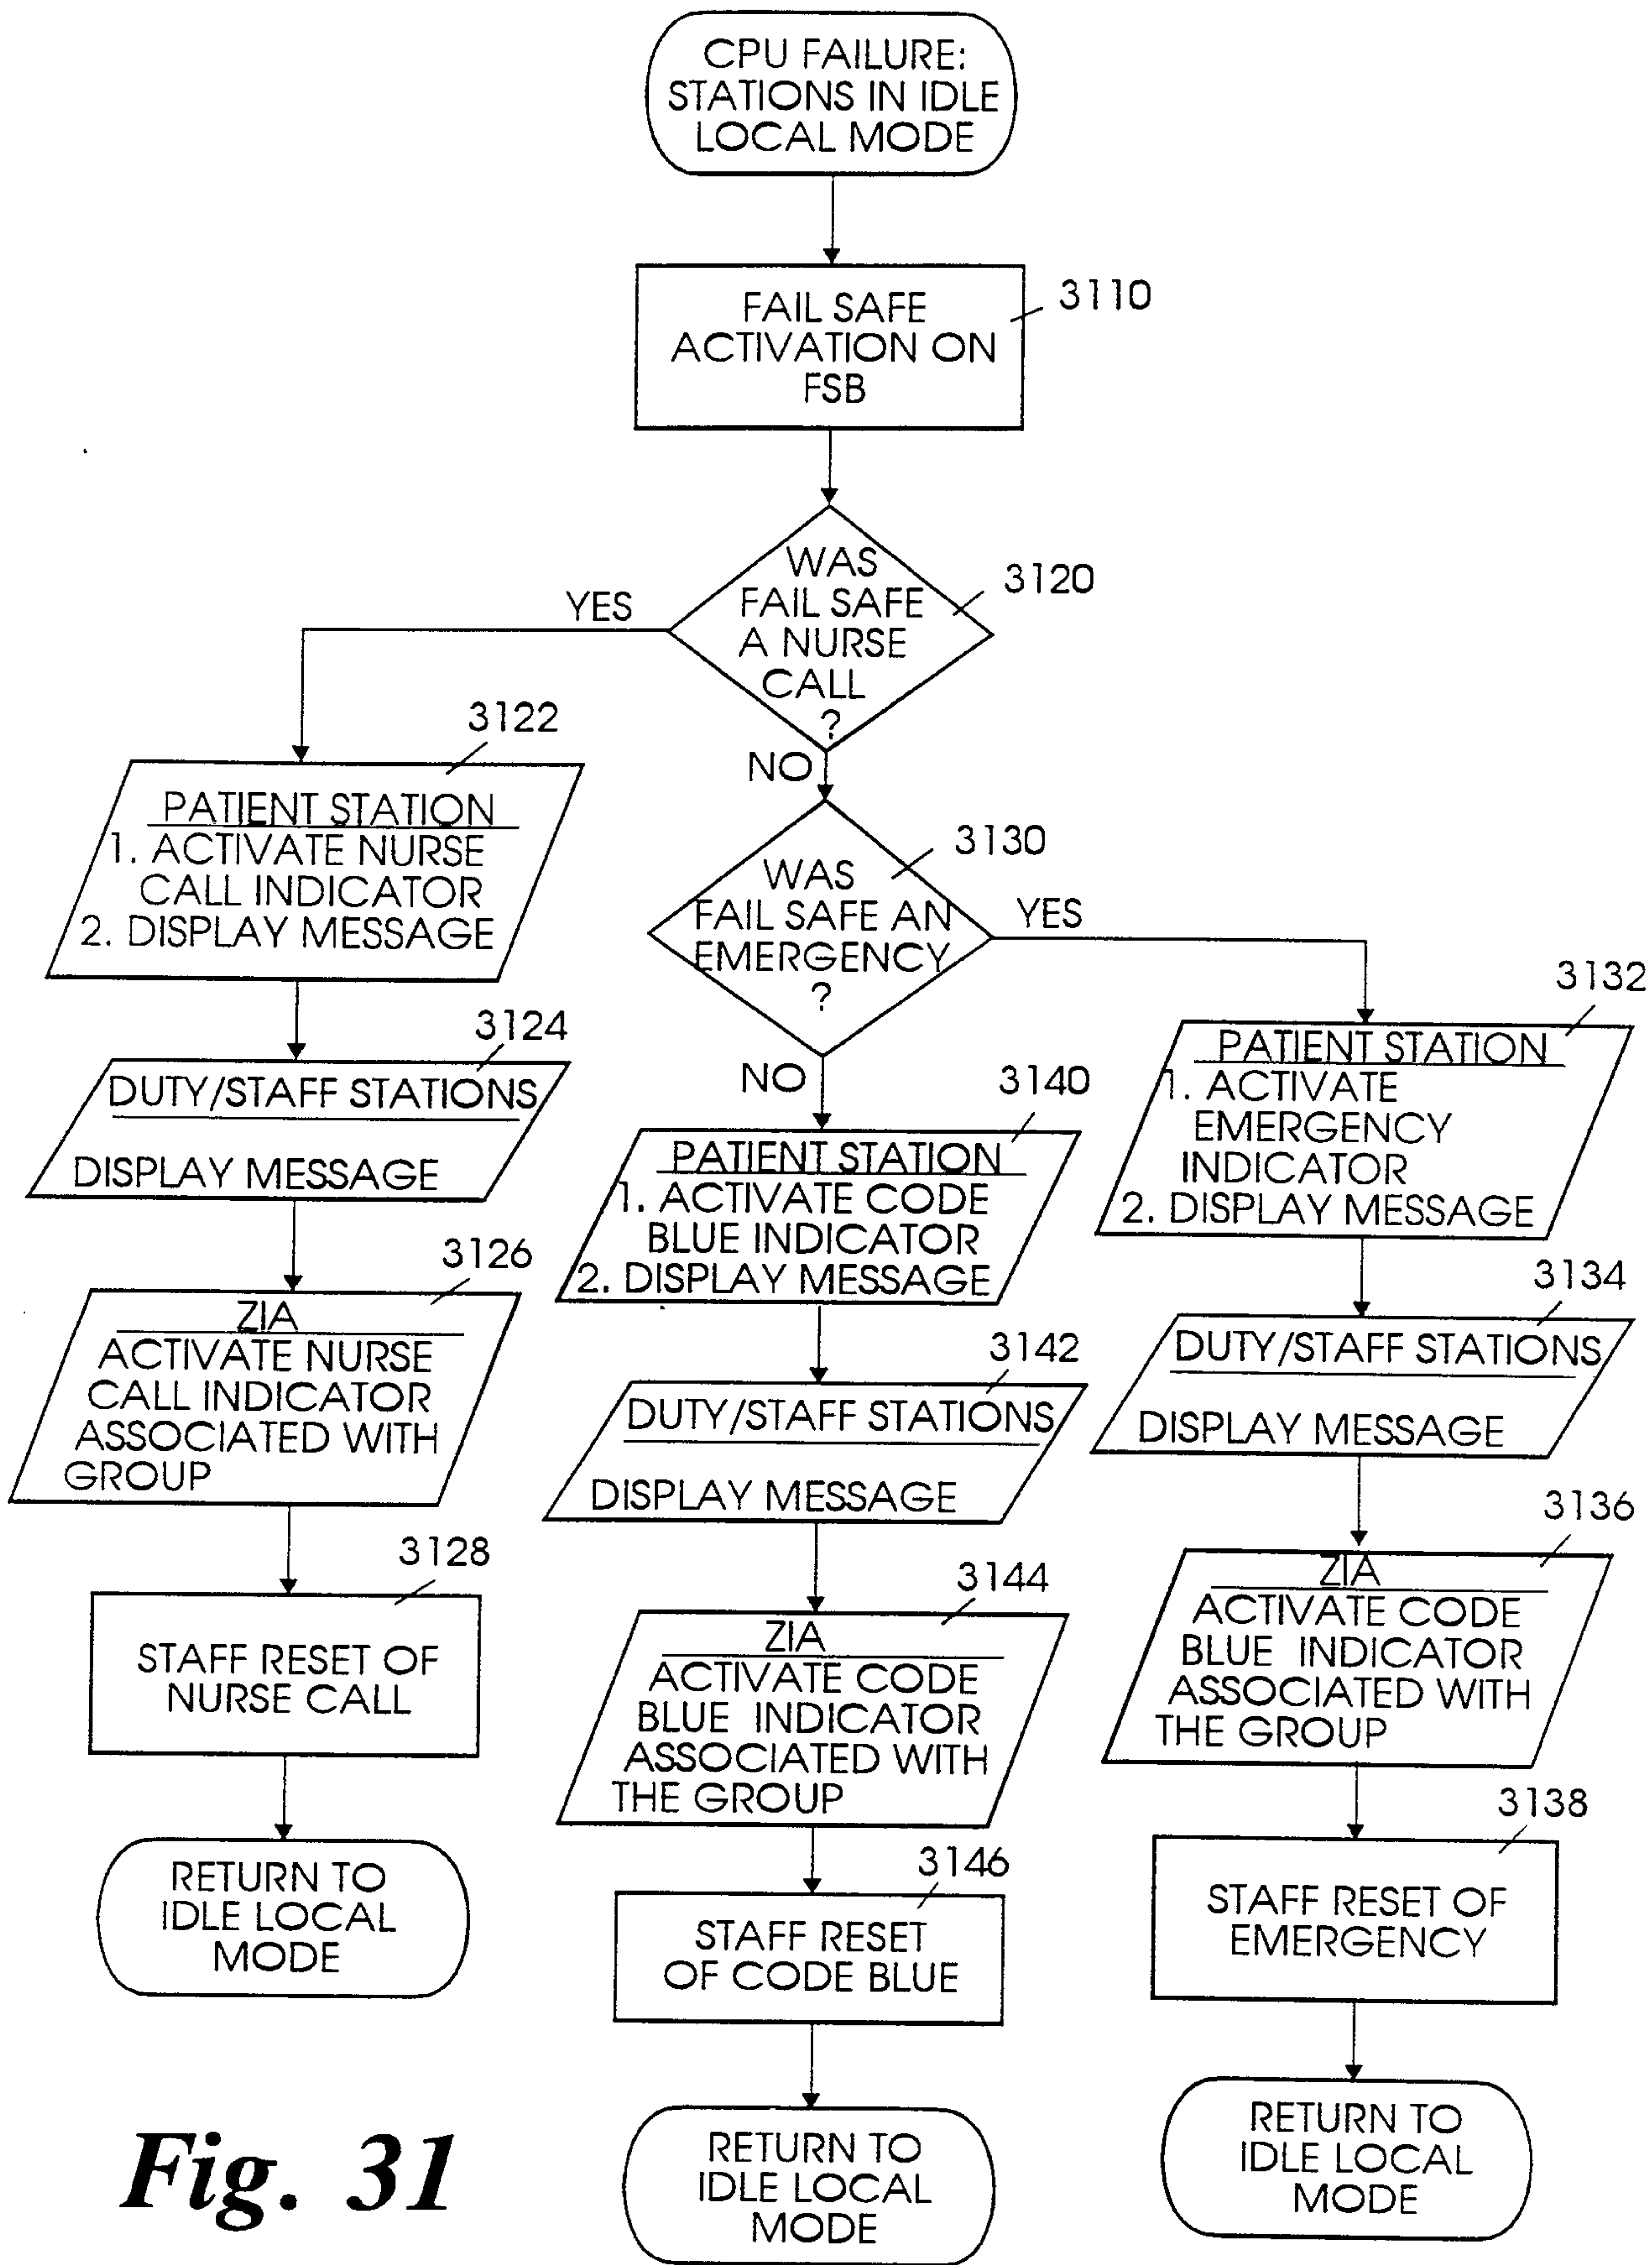 CPU FAILURE:
STATIONS IN IDLE
LOCAL MODE
FAIL SAFE
ACTIVATION ON
FSB
3110
WAS
FAIL SAFE
A NURSE
CALL
?
3120
YES
NO
3122
PATIENT STATION
1. ACTIVATE NURSE
CALL INDICATOR
2. DISPLAY MESSAGE
3124
DUTY/STAFF STATIONS
DISPLAY MESSAGE
3126
ZIA
ACTIVATE NURSE
CALL INDICATOR
ASSOCIATED WITH
GROUP
3128
STAFF RESET OF
NURSE CALL
RETURN TO
IDLE LOCAL
MODE
3130
WAS
FAIL SAFE AN
EMERGENCY
?
YES
NO
3140
PATIENT STATION
1. ACTIVATE CODE
BLUE INDICATOR
2. DISPLAY MESSAGE
3142
DUTY/STAFF STATIONS
DISPLAY MESSAGE
3144
ZIA
ACTIVATE CODE
BLUE INDICATOR
ASSOCIATED WITH
THE GROUP
3146
STAFF RESET
OF CODE BLUE
RETURN TO
IDLE LOCAL
MODE
3132
PATIENT STATION
1. ACTIVATE
EMERGENCY
INDICATOR
2. DISPLAY MESSAGE
3134
DUTY/STAFF STATIONS
DISPLAY MESSAGE
3136
ZIA
ACTIVATE CODE
BLUE INDICATOR
ASSOCIATED WITH
THE GROUP
3138
STAFF RESET OF
EMERGENCY
RETURN TO
IDLE LOCAL
MODE
Fig. 31